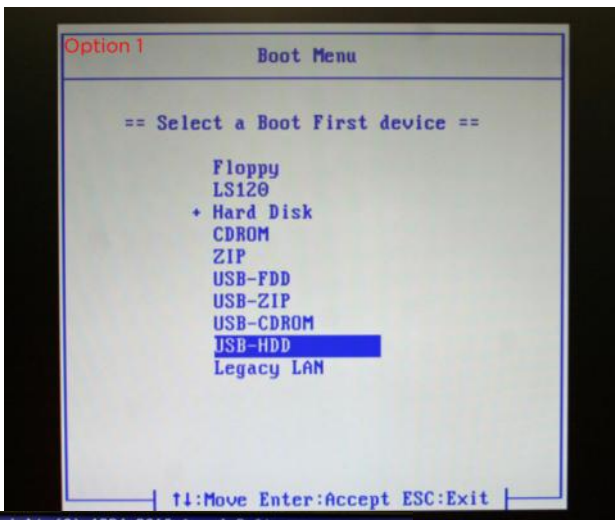 Option 1
Boot Menu
== Select a Boot First device ==
Floppy
LS120
+ Hard Disk
CDROM
ZIP
USB-FDD
USB-ZIP
USB-CDROM
USB-HDD
Legacy LAN
↑↓:Move Enter:Accept ESC:Exit